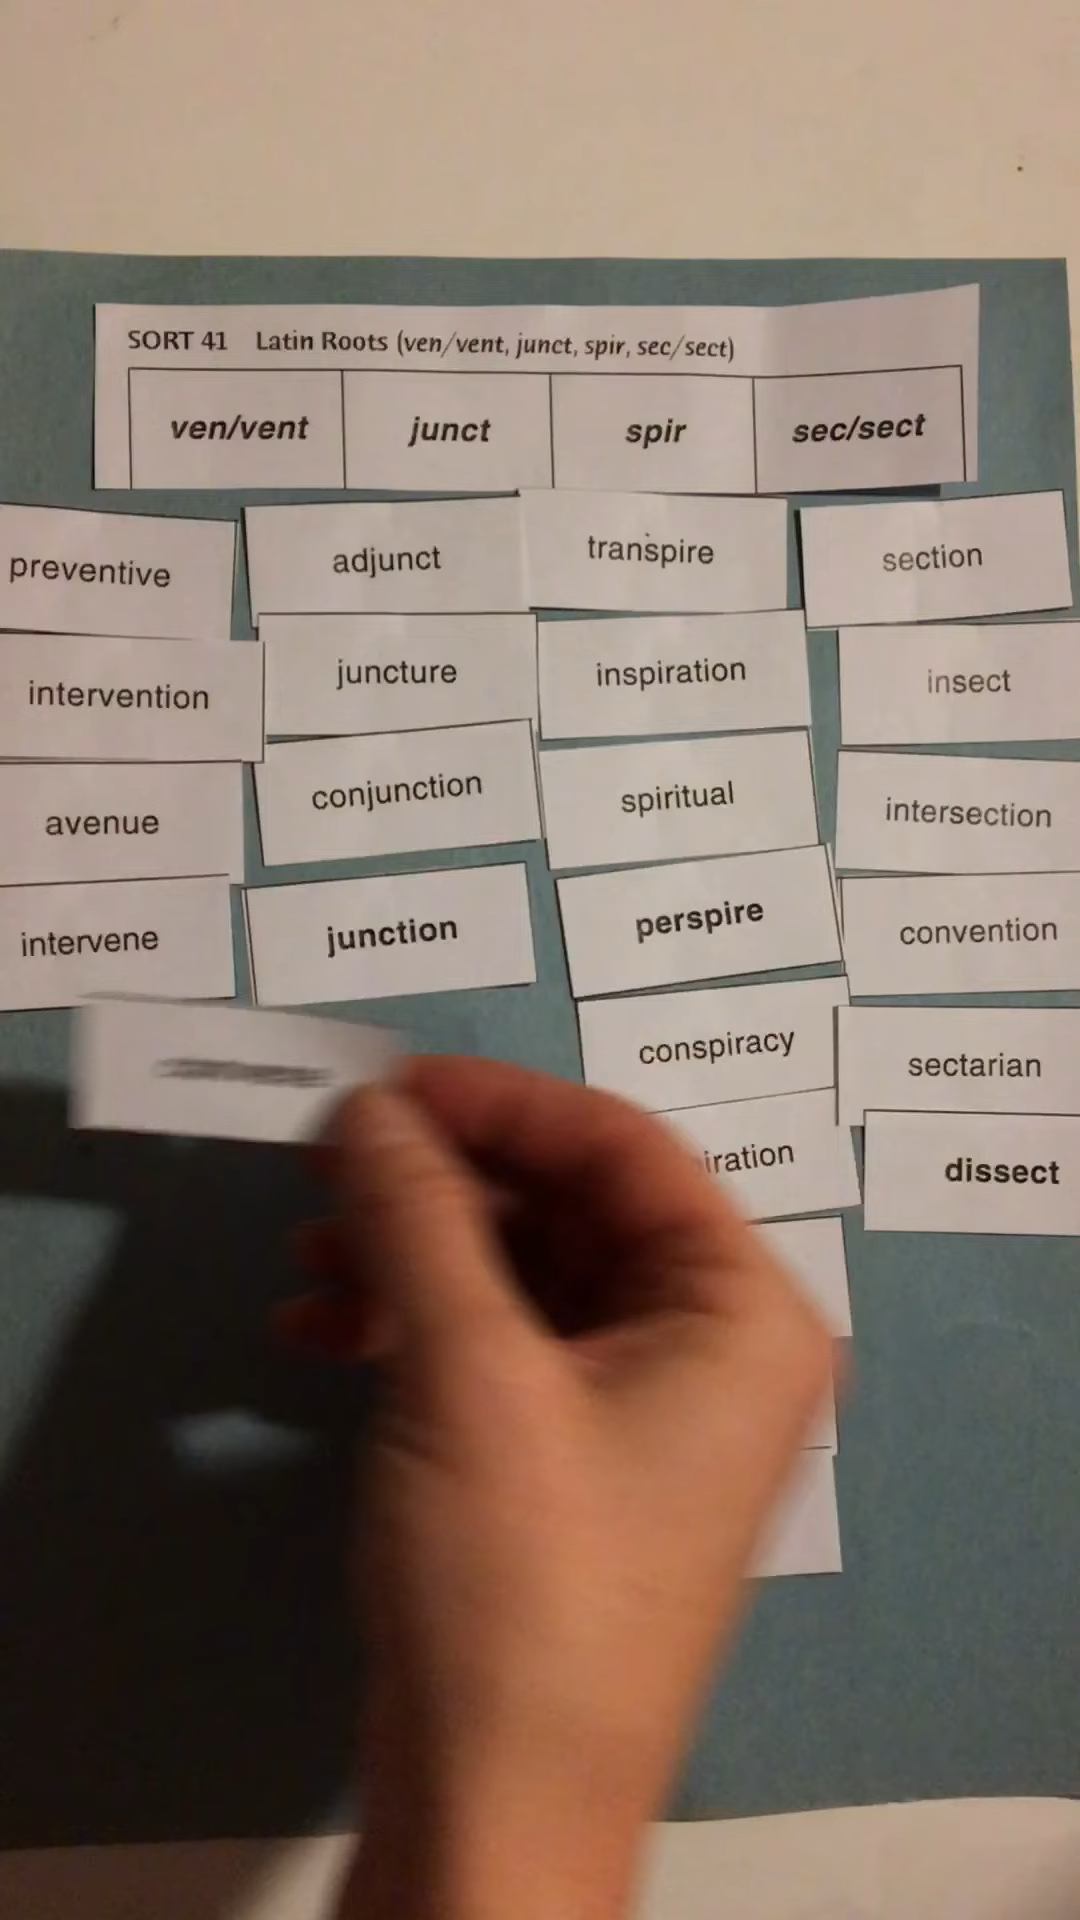 SORT 41 Latin Roots (ven/vent, junct, spir, sec/sect)
ven/vent junct spir sec/sect
preventive adjunct transpire section
intervention juncture inspiration insect
avenue conjunction spiritual intersection
intervene junction perspire convention
conspiracy sectarian
iration dissect